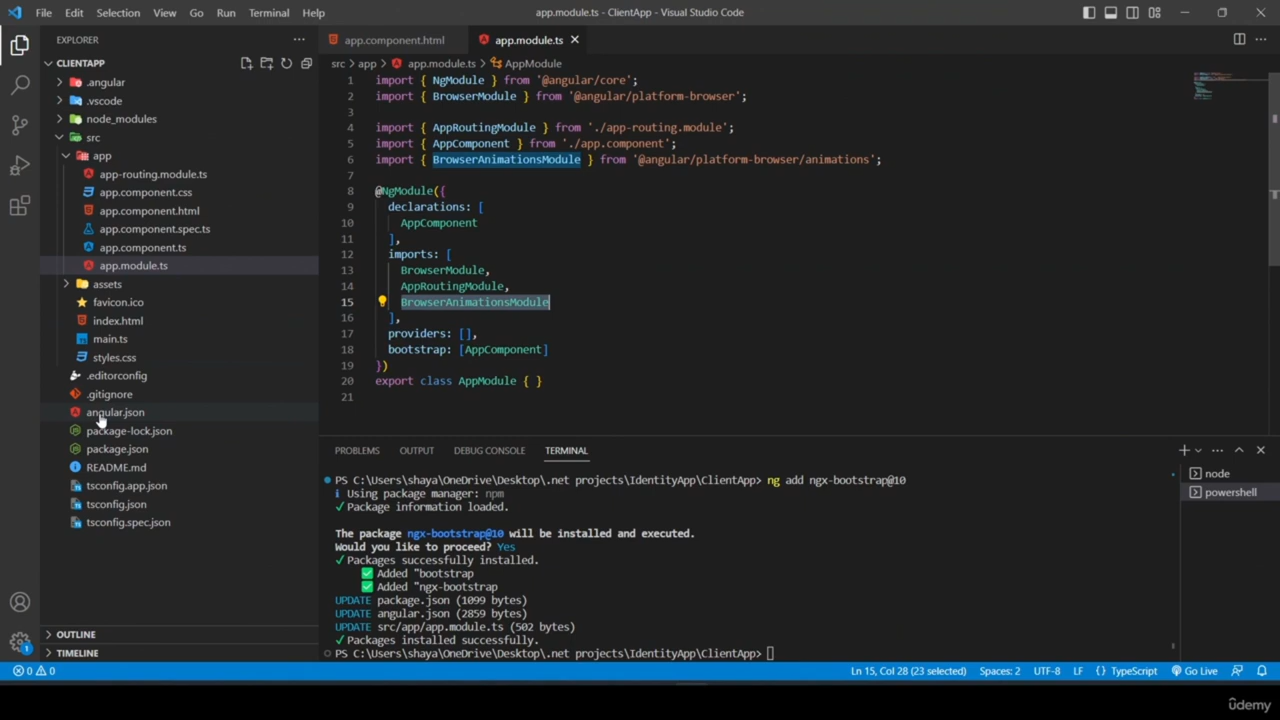 File Edit Selection View Go Run Terminal Help
app.module.ts - ClientApp - Visual Studio Code
EXPLORER
CLIENTAPP
.angular
.vscode
node_modules
src
app
app-routing.module.ts
app.component.css
app.component.html
app.component.spec.ts
app.component.ts
app.module.ts
assets
favicon.ico
index.html
main.ts
styles.css
.editorconfig
.gitignore
angular.json
package-lock.json
package.json
README.md
tsconfig.app.json
tsconfig.json
tsconfig.spec.json
OUTLINE
TIMELINE
app.component.html app.module.ts
src > app > app.module.ts > AppModule
1 import { NgModule } from '@angular/core';
2 import { BrowserModule } from '@angular/platform-browser';
3
4 import { AppRoutingModule } from './app-routing.module';
5 import { AppComponent } from './app.component';
6 import { BrowserAnimationsModule } from '@angular/platform-browser/animations';
7
8 @NgModule({
9 declarations: [
10 AppComponent
11 ],
12 imports: [
13 BrowserModule,
14 AppRoutingModule,
15 BrowserAnimationsModule
16 ],
17 providers: [],
18 bootstrap: [AppComponent]
19 })
20 export class AppModule { }
21
PROBLEMS OUTPUT DEBUG CONSOLE TERMINAL
PS C:\Users\shaya\OneDrive\Desktop\.net projects\IdentityApp\ClientApp> ng add ngx-bootstrap@10
i Using package manager: npm
✓ Package information loaded.
The package ngx-bootstrap@10 will be installed and executed.
Would you like to proceed? Yes
✓ Packages successfully installed.
✅ Added "bootstrap
✅ Added "ngx-bootstrap
UPDATE package.json (1099 bytes)
UPDATE angular.json (2859 bytes)
UPDATE src/app/app.module.ts (502 bytes)
✓ Packages installed successfully.
PS C:\Users\shaya\OneDrive\Desktop\.net projects\IdentityApp\ClientApp>
node
powershell
1
0 0 Ln 15, Col 28 (23 selected) Spaces: 2 UTF-8 LF {} TypeScript Go Live
ûdemy